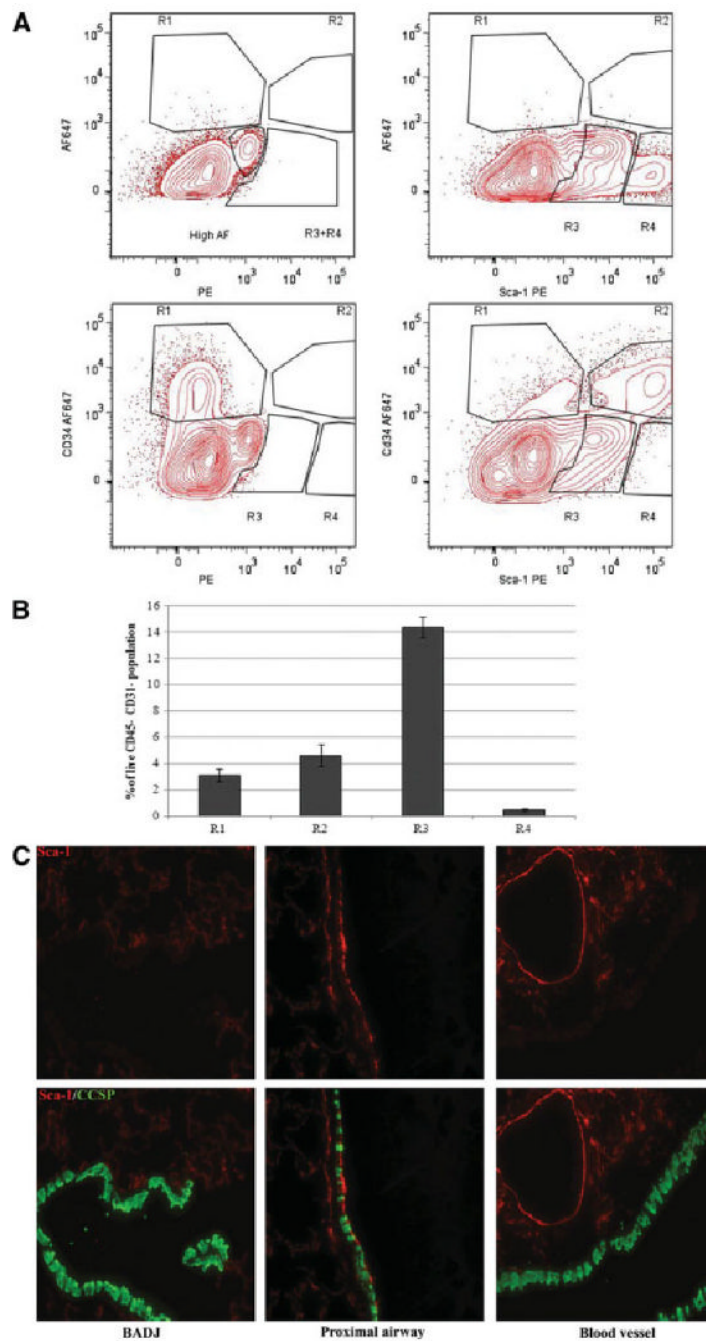 A
R1 R2
AF647
10^5
10^4
10^3
0
High AF R3+R4
0 10^3 10^4 10^5
PE
R1 R2
AF647
10^5
10^4
10^3
0
R3 R4
0 10^3 10^4 10^5
Sca-1 PE
R1 R2
CD34 AF647
10^5
10^4
10^3
0
R3 R4
0 10^3 10^4 10^5
PE
R1 R2
Cd34 AF647
10^5
10^4
10^3
0
R3 R4
0 10^3 10^4 10^5
Sca-1 PE
B
% of live CD45- CD31- population
16
14
12
10
8
6
4
2
0
R1 R2 R3 R4
C
Sca-1
Sca-1/CCSP
BADJ Proximal airway Blood vessel